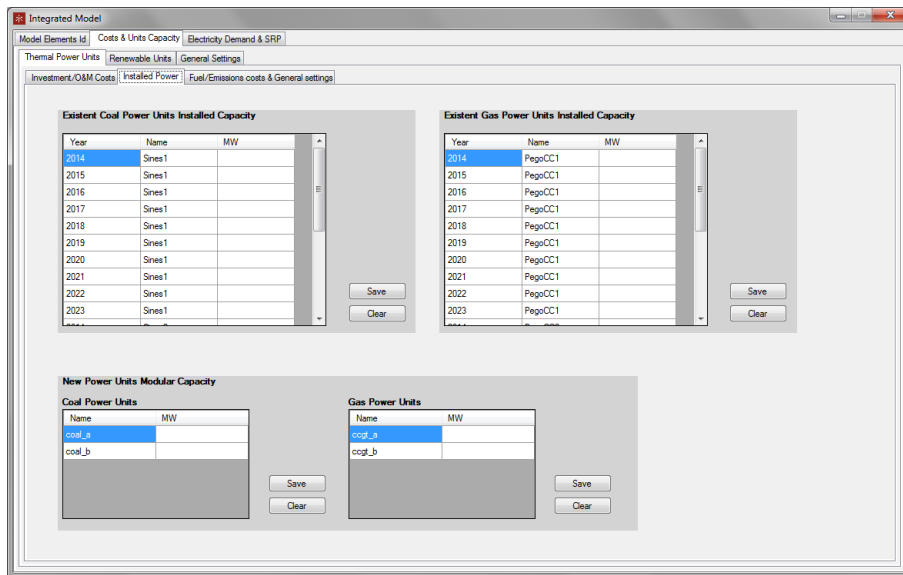 Integrated Model
Model Elements Id Costs & Units Capacity Electricity Demand & SRP
Thermal Power Units Renewable Units General Settings
Investment/O&M Costs Installed Power Fuel/Emissions costs & General settings
Existent Coal Power Units Installed Capacity
Year Name MW
2014 Sines1
2015 Sines1
2016 Sines1
2017 Sines1
2018 Sines1
2019 Sines1
2020 Sines1
2021 Sines1
2022 Sines1
2023 Sines1
Save
Clear
Existent Gas Power Units Installed Capacity
Year Name MW
2014 PegoCC1
2015 PegoCC1
2016 PegoCC1
2017 PegoCC1
2018 PegoCC1
2019 PegoCC1
2020 PegoCC1
2021 PegoCC1
2022 PegoCC1
2023 PegoCC1
Save
Clear
New Power Units Modular Capacity
Coal Power Units
Name MW
coal_a
coal_b
Save
Clear
Gas Power Units
Name MW
ccgt_a
ccgt_b
Save
Clear